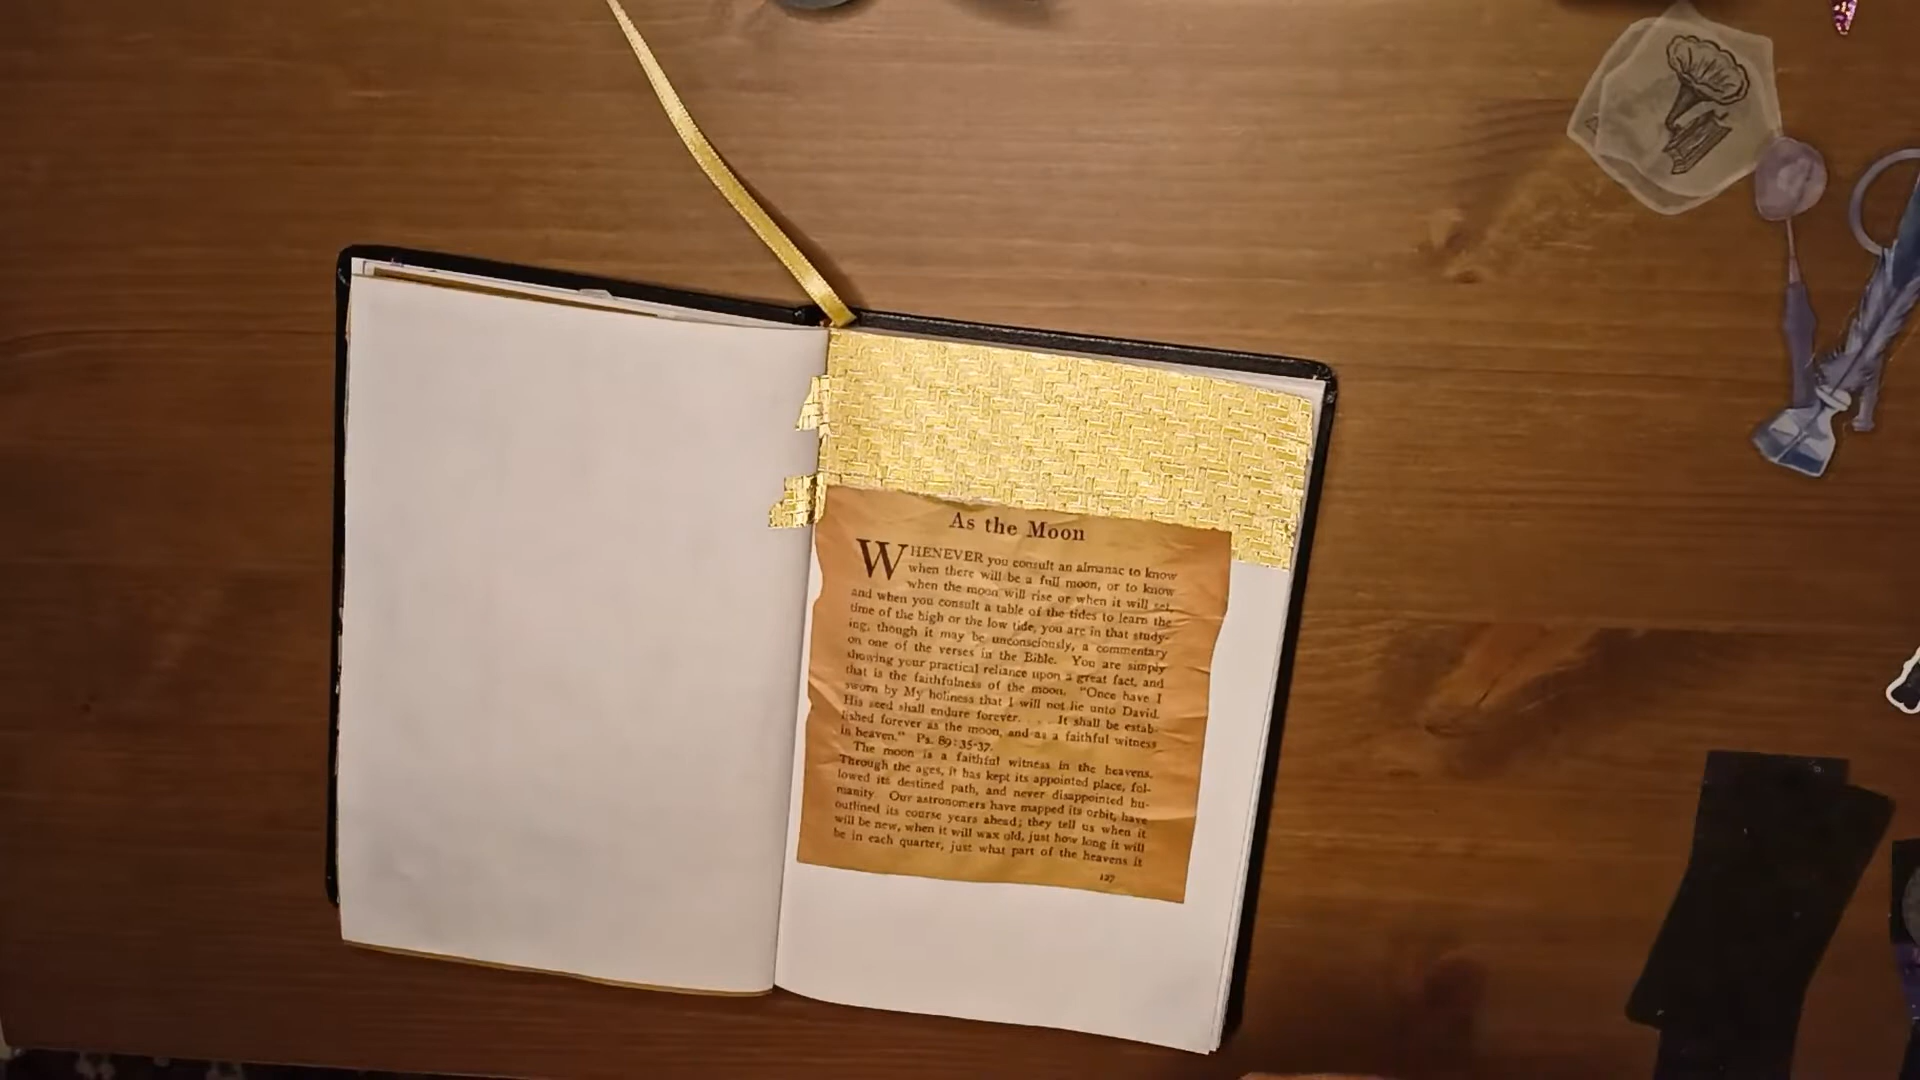 As the Moon
WHENEVER you consult an almanac to know
when there will be a full moon, or to know
when the moon will rise or when it will set,
and when you consult a table of the tides to learn the
time of the high or the low tide, you are in that study-
ing, though it may be unconsciously, a commentary
on one of the verses in the Bible. You are simply
showing your practical reliance upon a great fact, and
that is the faithfulness of the moon. "Once have I
sworn by My holiness that I will not lie unto David.
His seed shall endure forever. . . . It shall be estab-
lished forever as the moon, and as a faithful witness
in heaven." Ps. 89:35-37.
The moon is a faithful witness in the heavens.
Through the ages, it has kept its appointed place, fol-
lowed its destined path, and never disappointed hu-
manity. Our astronomers have mapped its orbit, have
outlined its course years ahead; they tell us when it
will be new, when it will wax old, just how long it will
be in each quarter, just what part of the heavens it
127